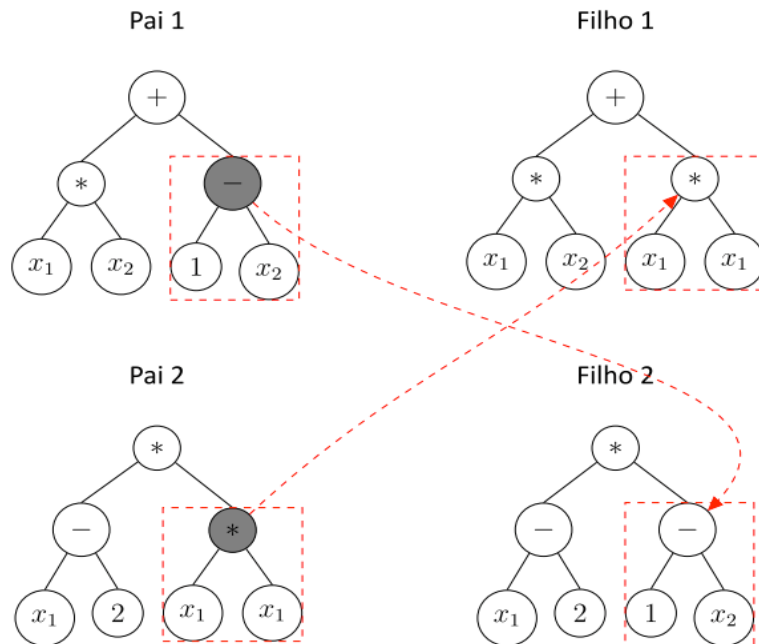 Pai 1 Filho 1
+ +
* − * *
x₁ x₂ 1 x₂ x₁ x₂ x₁ x₁
Pai 2 Filho 2
* *
− * − −
x₁ 2 x₁ x₁ x₁ 2 1 x₂